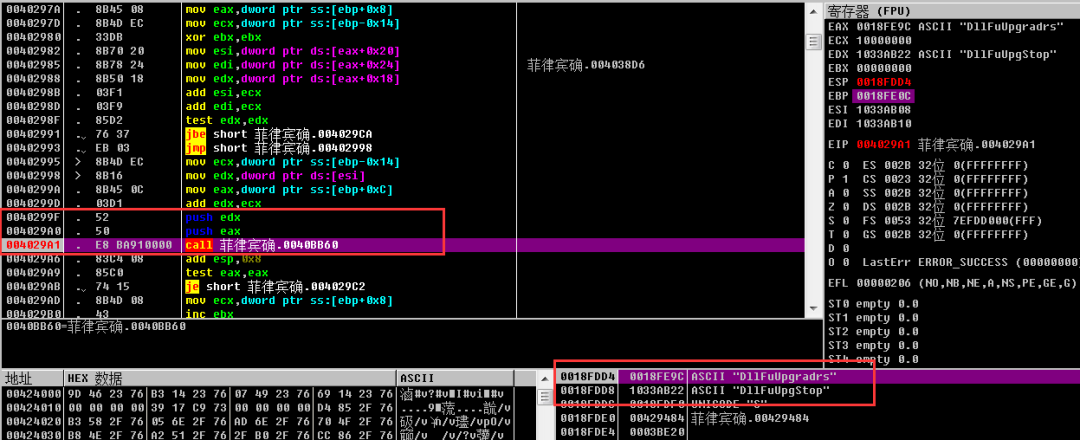 0040297A . 8B45 08 mov eax,dword ptr ss:[ebp+0x8]
0040297D . 8B4D EC mov ecx,dword ptr ss:[ebp-0x14]
00402980 . 33DB xor ebx,ebx
00402982 . 8B70 20 mov esi,dword ptr ds:[eax+0x20]
00402985 . 8B78 24 mov edi,dword ptr ds:[eax+0x24] 菲律宾确.004038D6
00402988 . 8B50 18 mov edx,dword ptr ds:[eax+0x18]
0040298B . 03F1 add esi,ecx
0040298D . 03F9 add edi,ecx
0040298F . 85D2 test edx,edx
00402991 . 76 37 jbe short 菲律宾确.004029CA
00402993 . EB 03 jmp short 菲律宾确.00402998
00402995 > 8B4D EC mov ecx,dword ptr ss:[ebp-0x14]
00402998 > 8B16 mov edx,dword ptr ds:[esi]
0040299A . 8B45 0C mov eax,dword ptr ss:[ebp+0xC]
0040299D . 03D1 add edx,ecx
0040299F . 52 push edx
004029A0 . 50 push eax
004029A1 . E8 BA910000 call 菲律宾确.0040BB60
004029A6 . 83C4 08 add esp,0x8
004029A9 . 85C0 test eax,eax
004029AB . 74 15 je short 菲律宾确.004029C2
004029AD . 8B4D 08 mov ecx,dword ptr ss:[ebp+0x8]
004029B0 . 43 inc ebx
0040BB60=菲律宾确.0040BB60
寄存器 (FPU)
EAX 0018FE9C ASCII "DllFuUpgradrs"
ECX 10000000
EDX 1033AB22 ASCII "DllFuUpgStop"
EBX 00000000
ESP 0018FDD4
EBP 0018FE0C
ESI 1033AB08
EDI 1033AB10
EIP 004029A1 菲律宾确.004029A1
C 0 ES 002B 32位 0(FFFFFFFF)
P 1 CS 0023 32位 0(FFFFFFFF)
A 0 SS 002B 32位 0(FFFFFFFF)
Z 0 DS 002B 32位 0(FFFFFFFF)
S 0 FS 0053 32位 7EFDD000(FFF)
T 0 GS 002B 32位 0(FFFFFFFF)
D 0
O 0 LastErr ERROR_SUCCESS (00000000)
EFL 00000206 (NO,NB,NE,A,NS,PE,GE,G)
ST0 empty 0.0
ST1 empty 0.0
ST2 empty 0.0
ST3 empty 0.0
ST4 empty 0.0
地址 HEX 数据 ASCII
00424000 9D 46 23 76 B3 14 23 76 07 49 23 76 69 14 23 76
00424010 00 00 00 00 39 17 C9 73 00 00 00 00 D4 85 2F 76
00424020 B3 58 2F 76 05 6E 2F 76 AD 6E 2F 76 70 4F 2F 76
00424030 B8 4E 2F 76 A2 51 2F 76 2F B0 2F 76 CC 86 2F 76
0018FDD4 0018FE9C ASCII "DllFuUpgradrs"
0018FDD8 1033AB22 ASCII "DllFuUpgStop"
0018FDE0 00429484 菲律宾确.00429484
0018FDE4 0003BE20